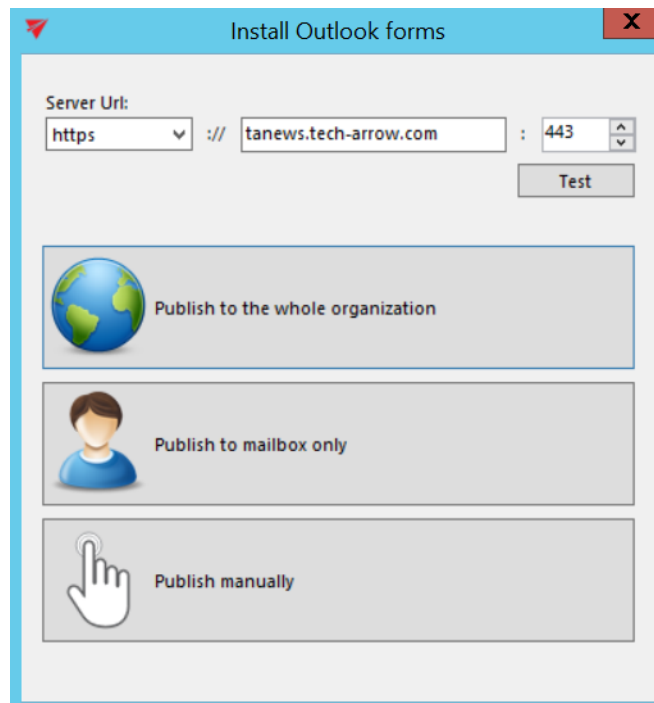 Install Outlook forms
X
Server Url:
https :// tanews.tech-arrow.com : 443
Test
Publish to the whole organization
Publish to mailbox only
Publish manually